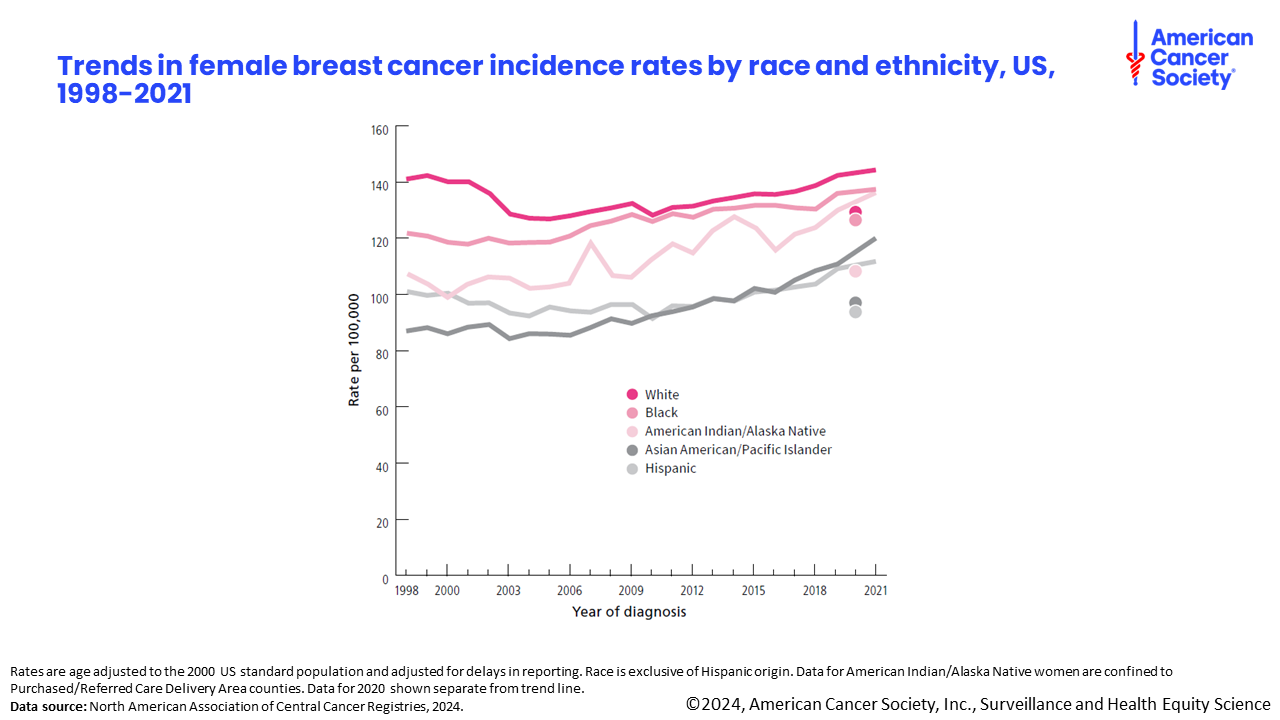 Trends in female breast cancer incidence rates by race and ethnicity, US,
1998-2021
American
Cancer
Society®
160
140
120
100
80
60
40
20
0
Rate per 100,000
White
Black
American Indian/Alaska Native
Asian American/Pacific Islander
Hispanic
1998 2000 2003 2006 2009 2012 2015 2018 2021
Year of diagnosis
Rates are age adjusted to the 2000 US standard population and adjusted for delays in reporting. Race is exclusive of Hispanic origin. Data for American Indian/Alaska Native women are confined to
Purchased/Referred Care Delivery Area counties. Data for 2020 shown separate from trend line.
Data source: North American Association of Central Cancer Registries, 2024.
©2024, American Cancer Society, Inc., Surveillance and Health Equity Science